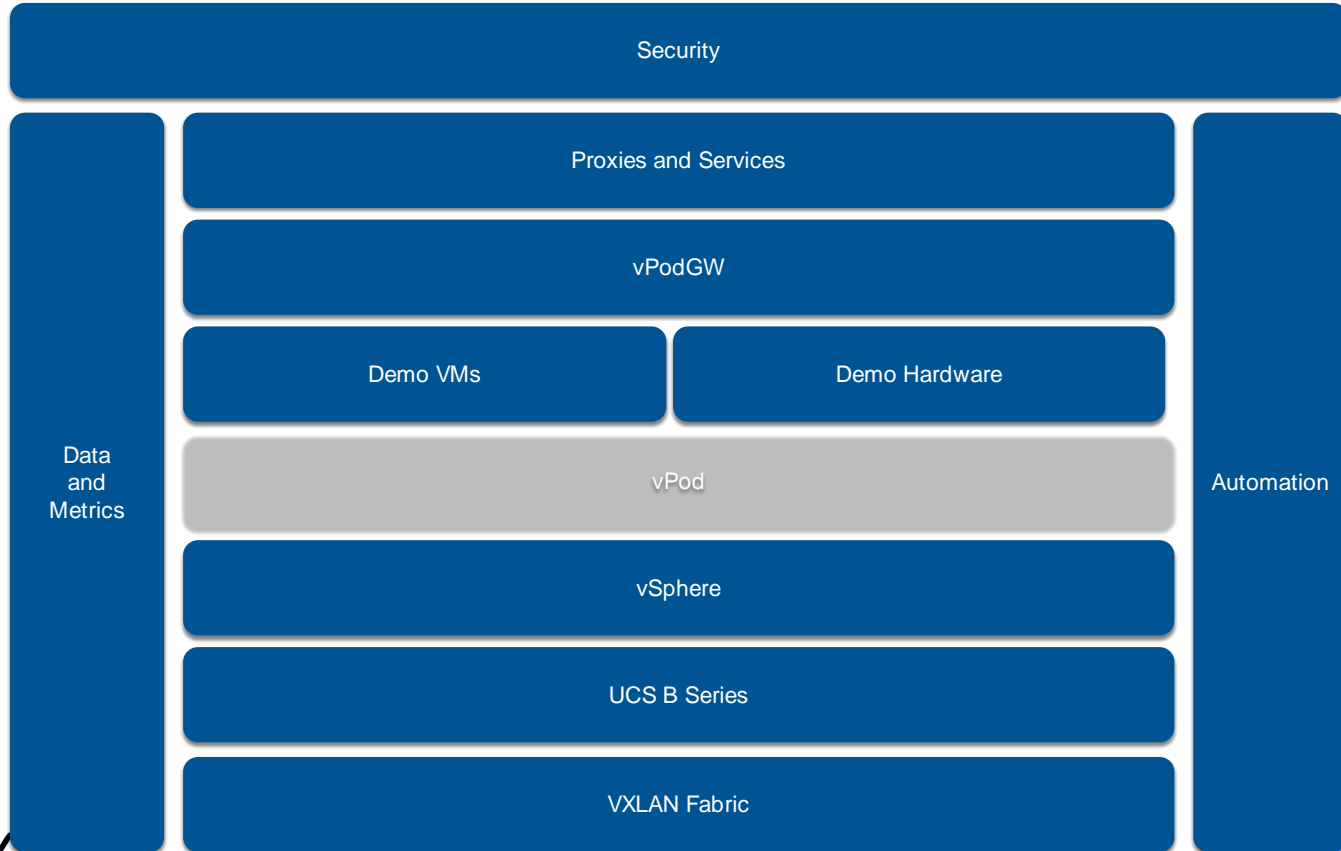 Security
Proxies and Services
vPodGW
Demo VMs
Demo Hardware
Data
and
Metrics
vPod
Automation
vSphere
UCS B Series
VXLAN Fabric